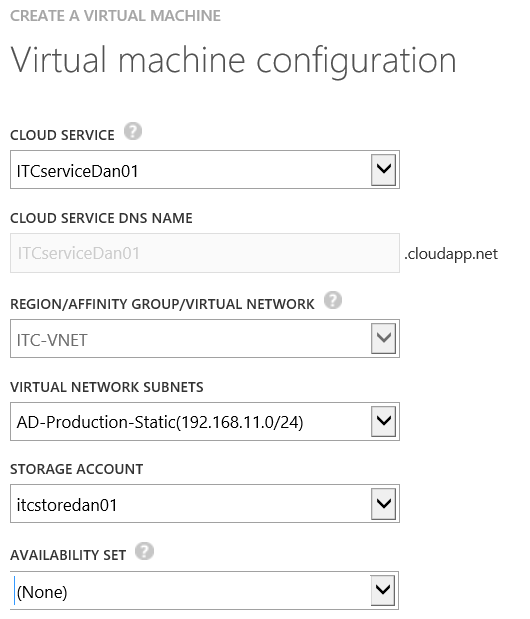 CREATE A VIRTUAL MACHINE
Virtual machine configuration
CLOUD SERVICE ?
ITCserviceDan01
CLOUD SERVICE DNS NAME
ITCserviceDan01 .cloudapp.net
REGION/AFFINITY GROUP/VIRTUAL NETWORK ?
ITC-VNET
VIRTUAL NETWORK SUBNETS
AD-Production-Static(192.168.11.0/24)
STORAGE ACCOUNT
itcstoredan01
AVAILABILITY SET ?
(None)